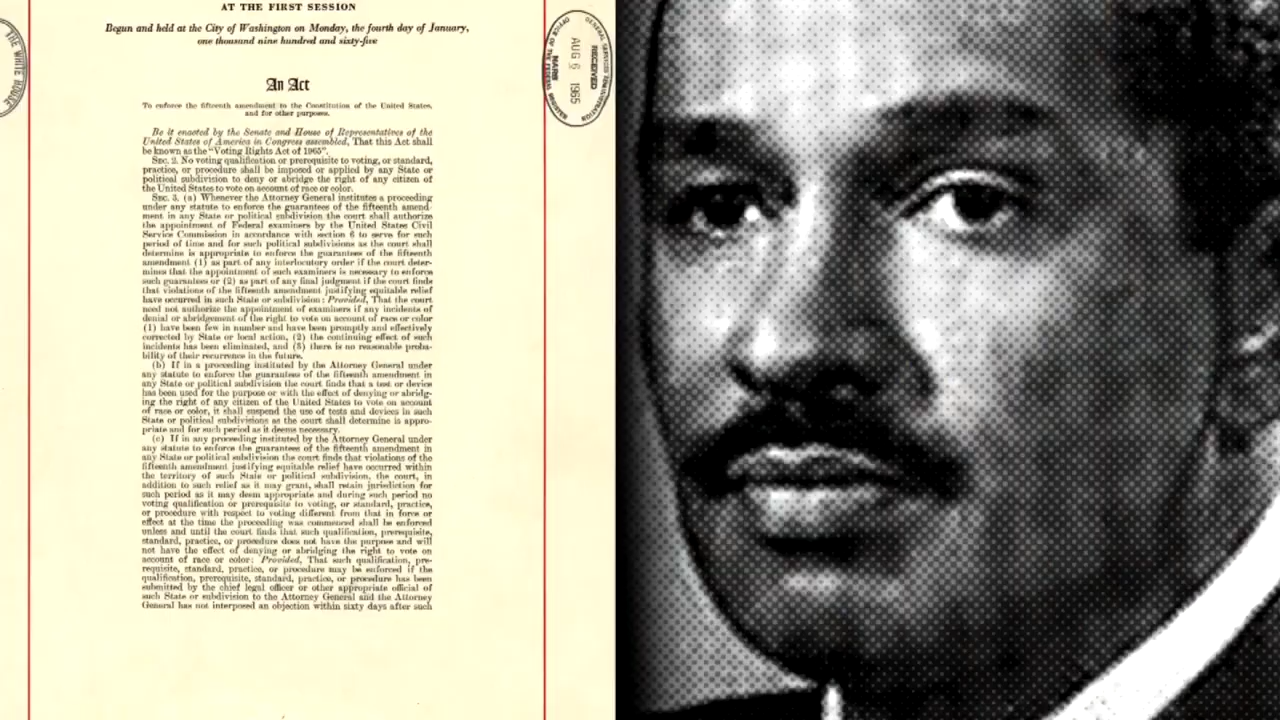 AT THE FIRST SESSION
Begun and held at the City of Washington on Monday, the fourth day of January,
one thousand nine hundred and sixty-five
THE WHITE HOUSE
GENERAL SERVICES ADMINISTRATION
RECEIVED
AUG 6 1965
NARS
OFFICE OF THE FEDERAL REGISTER
An Act
To enforce the fifteenth amendment to the Constitution of the United States,
and for other purposes.
Be it enacted by the Senate and House of Representatives of the
United States of America in Congress assembled, That this Act shall
be known as the "Voting Rights Act of 1965".
SEC. 2. No voting qualification or prerequisite to voting, or standard,
practice, or procedure shall be imposed or applied by any State or
political subdivision to deny or abridge the right of any citizen of
the United States to vote on account of race or color.
SEC. 3. (a) Whenever the Attorney General institutes a proceeding
under any statute to enforce the guarantees of the fifteenth amend-
ment in any State or political subdivision the court shall authorize
the appointment of Federal examiners by the United States Civil
Service Commission in accordance with section 6 to serve for such
period of time and for such political subdivisions as the court shall
determine is appropriate to enforce the guarantees of the fifteenth
amendment (1) as part of any interlocutory order if the court deter-
mines that the appointment of such examiners is necessary to enforce
such guarantees or (2) as part of any final judgment if the court finds
that violations of the fifteenth amendment justifying equitable relief
have occurred in such State or subdivision: Provided, That the court
need not authorize the appointment of examiners if any incidents of
denial or abridgement of the right to vote on account of race or color
(1) have been few in number and have been promptly and effectively
corrected by State or local action, (2) the continuing effect of such
incidents has been eliminated, and (3) there is no reasonable proba-
bility of their recurrence in the future.
(b) If in a proceeding instituted by the Attorney General under
any statute to enforce the guarantees of the fifteenth amendment in
any State or political subdivision the court finds that a test or device
has been used for the purpose or with the effect of denying or abridg-
ing the right of any citizen of the United States to vote on account
of race or color, it shall suspend the use of tests and devices in such
State or political subdivisions as the court shall determine is appro-
priate and for such period as it deems necessary.
(c) If in any proceeding instituted by the Attorney General under
any statute to enforce the guarantees of the fifteenth amendment in
any State or political subdivision the court finds that violations of the
fifteenth amendment justifying equitable relief have occurred within
the territory of such State or political subdivision, the court, in
addition to such relief as it may grant, shall retain jurisdiction for
such period as it may deem appropriate and during such period no
voting qualification or prerequisite to voting, or standard, practice,
or procedure with respect to voting different from that in force or
effect at the time the proceeding was commenced shall be enforced
unless and until the court finds that such qualification, prerequisite,
standard, practice, or procedure does not have the purpose and will
not have the effect of denying or abridging the right to vote on
account of race or color: Provided, That such qualification, pre-
requisite, standard, practice, or procedure may be enforced if the
qualification, prerequisite, standard, practice, or procedure has been
submitted by the chief legal officer or other appropriate official of
such State or subdivision to the Attorney General and the Attorney
General has not interposed an objection within sixty days after such